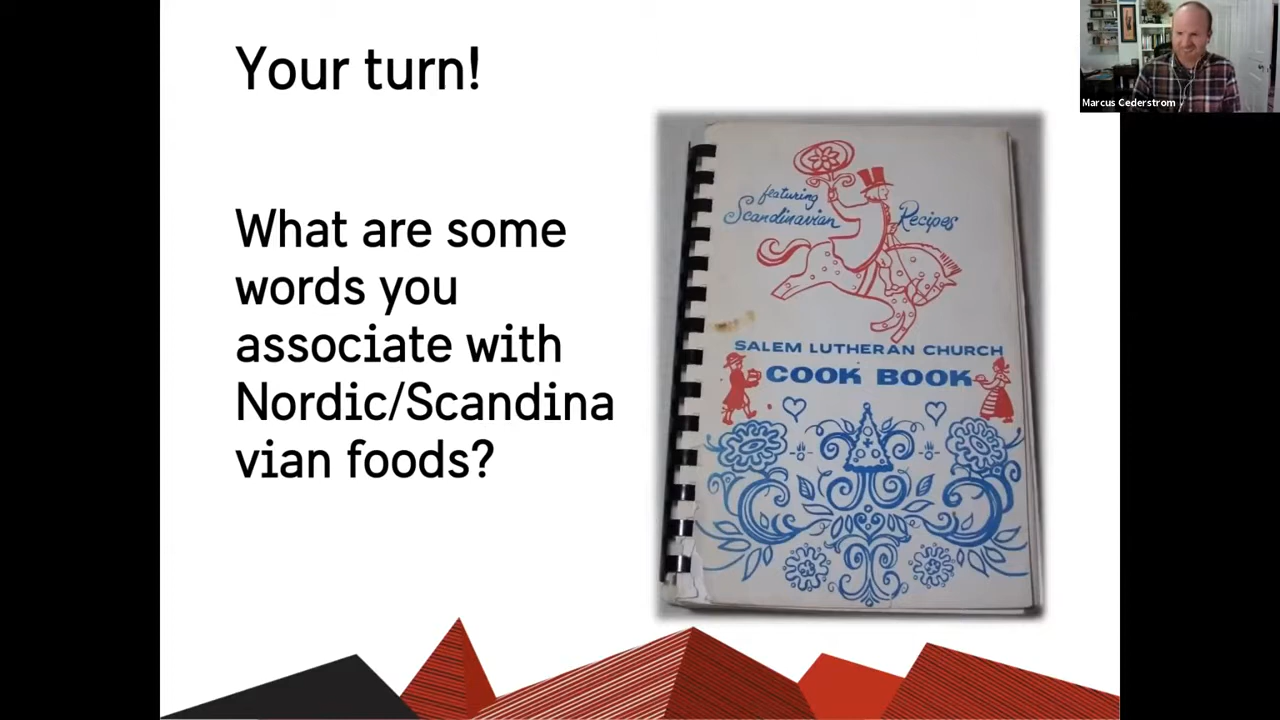 Your turn!
What are some
words you
associate with
Nordic/Scandina
vian foods?
featuring
Scandinavian Recipes
SALEM LUTHERAN CHURCH
COOK BOOK
Marcus Cederstrom